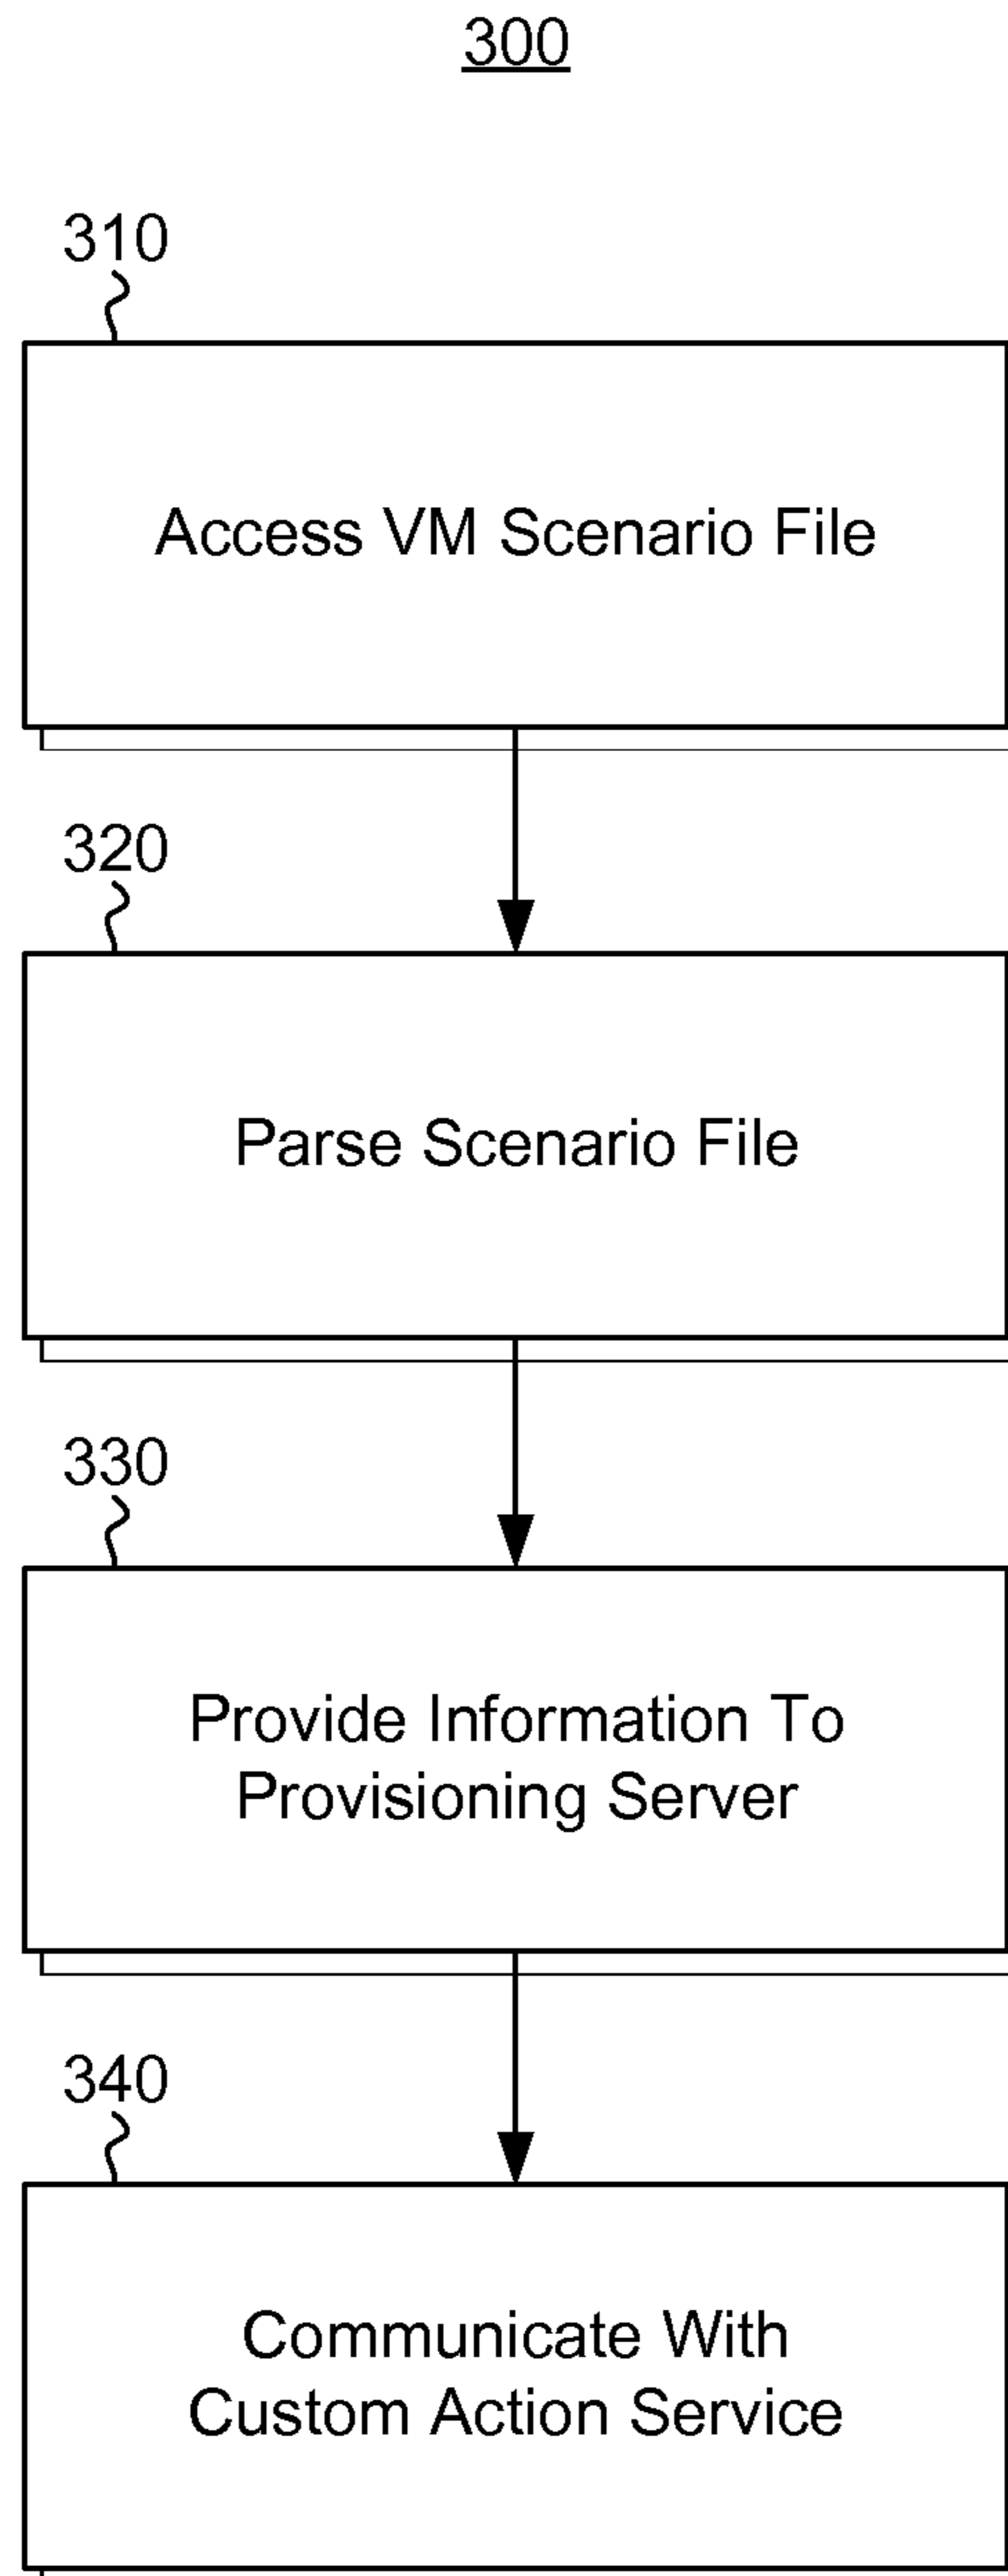 300
310
Access VM Scenario File
320
Parse Scenario File
330
Provide Information To
Provisioning Server
340
Communicate With
Custom Action Service